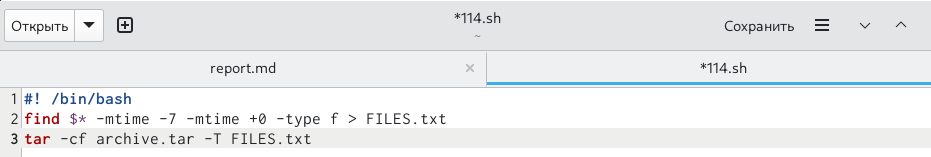 Открыть
*114.sh
~
Сохранить
report.md
*114.sh
1 #! /bin/bash
2 find $* -mtime -7 -mtime +0 -type f > FILES.txt
3 tar -cf archive.tar -T FILES.txt